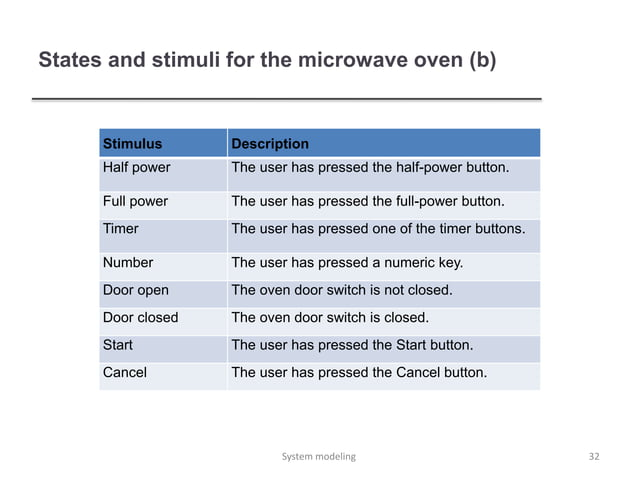 States and stimuli for the microwave oven (b)
Stimulus Description
Half power The user has pressed the half-power button.
Full power The user has pressed the full-power button.
Timer The user has pressed one of the timer buttons.
Number The user has pressed a numeric key.
Door open The oven door switch is not closed.
Door closed The oven door switch is closed.
Start The user has pressed the Start button.
Cancel The user has pressed the Cancel button.
System modeling 32